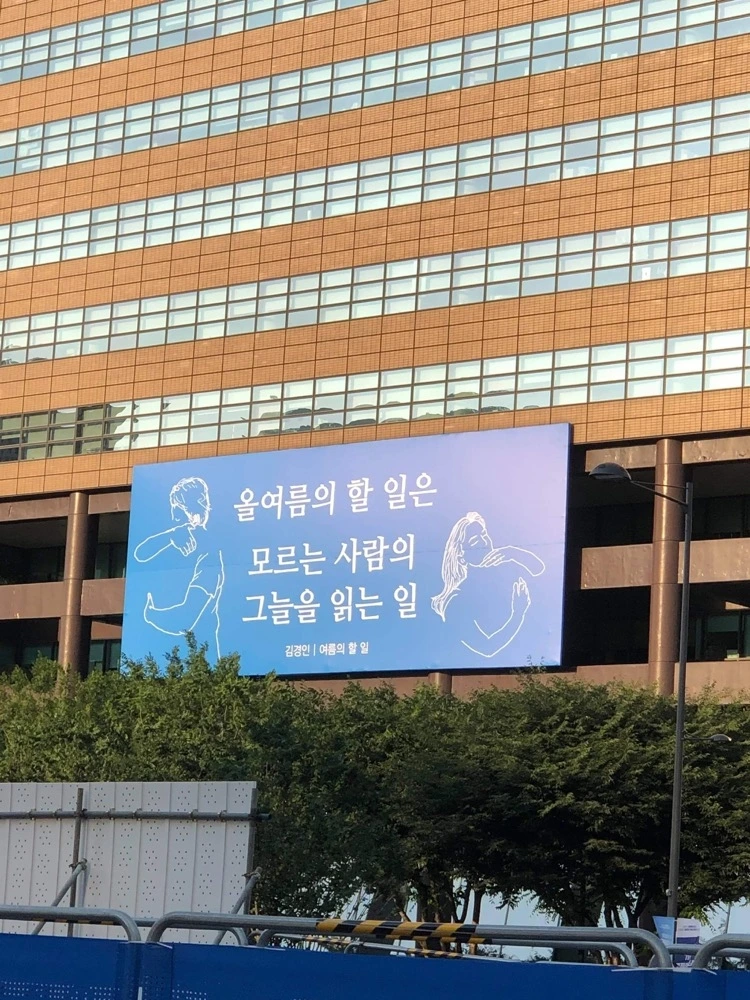 올여름의 할 일은
모르는 사람의
그늘을 읽는 일
김경인 | 여름의 할 일